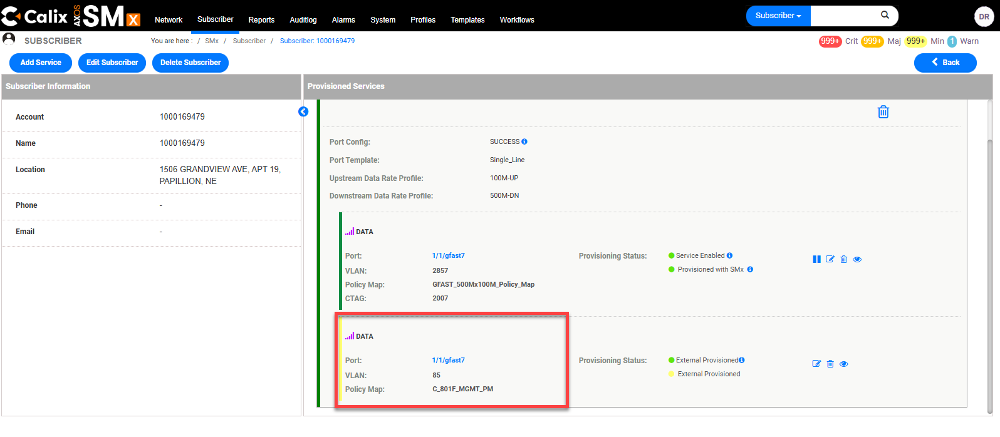 Calix AXOS SMx
Network Subscriber Reports Auditlog Alarms System Profiles Templates Workflows
Subscriber
DR
SUBSCRIBER
You are here : / SMx / Subscriber / Subscriber: 1000169479
999+ Crit 999+ Maj 999+ Min 1 Warn
Add Service Edit Subscriber Delete Subscriber
Back
Subscriber Information
Account 1000169479
Name 1000169479
Location 1506 GRANDVIEW AVE, APT 19,
PAPILLION, NE
Phone -
Email -
Provisioned Services
Port Config: SUCCESS
Port Template: Single_Line
Upstream Data Rate Profile: 100M-UP
Downstream Data Rate Profile: 500M-DN
DATA
Port: 1/1/gfast7 Provisioning Status: Service Enabled
VLAN: 2857 Provisioned with SMx
Policy Map: GFAST_500Mx100M_Policy_Map
CTAG: 2007
DATA
Port: 1/1/gfast7 Provisioning Status: External Provisioned
VLAN: 85 External Provisioned
Policy Map: C_801F_MGMT_PM